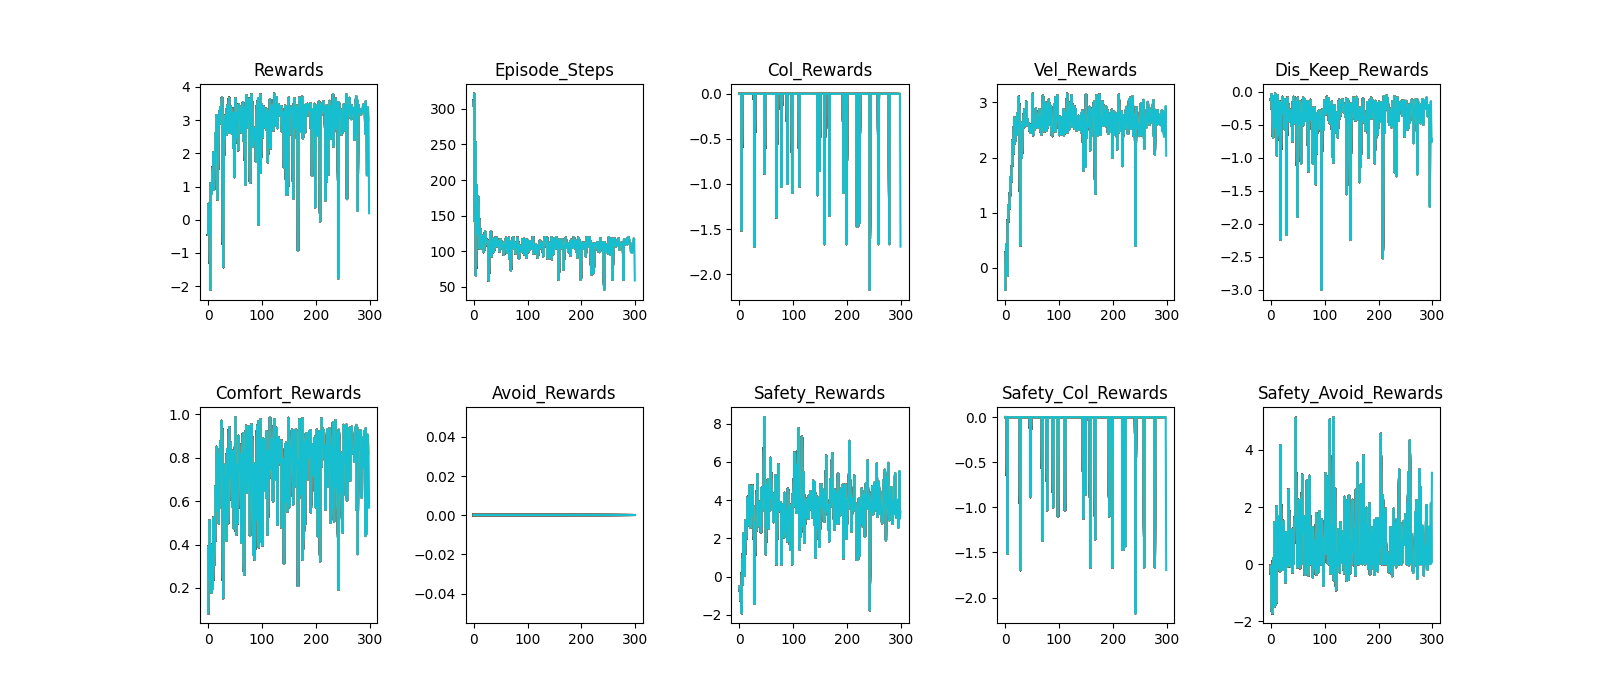 Rewards
4
3
2
1
0
−1
−2
0 100 200 300
Episode_Steps
300
250
200
150
100
50
0 100 200 300
Col_Rewards
0.0
−0.5
−1.0
−1.5
−2.0
0 100 200 300
Vel_Rewards
3
2
1
0
0 100 200 300
Dis_Keep_Rewards
0.0
−0.5
−1.0
−1.5
−2.0
−2.5
−3.0
0 100 200 300
Comfort_Rewards
1.0
0.8
0.6
0.4
0.2
0 100 200 300
Avoid_Rewards
0.04
0.02
0.00
−0.02
−0.04
0 100 200 300
Safety_Rewards
8
6
4
2
0
−2
0 100 200 300
Safety_Col_Rewards
0.0
−0.5
−1.0
−1.5
−2.0
0 100 200 300
Safety_Avoid_Rewards
4
2
0
−2
0 100 200 300